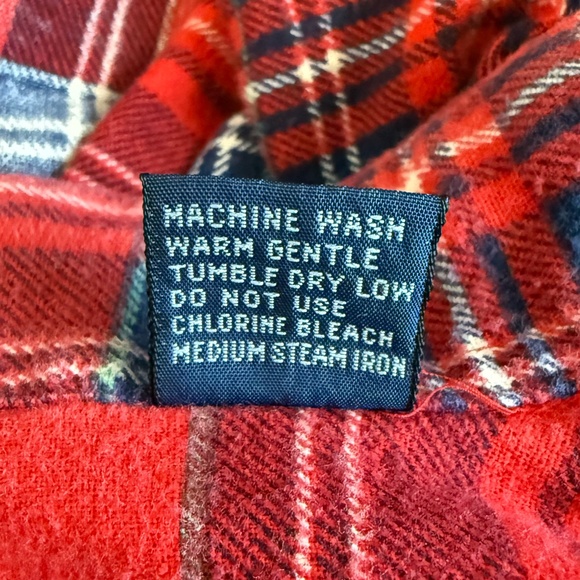 MACHINE WASH
WARM GENTLE
TUMBLE DRY LOW
DO NOT USE
CHLORINE BLEACH
MEDIUM STEAM IRON